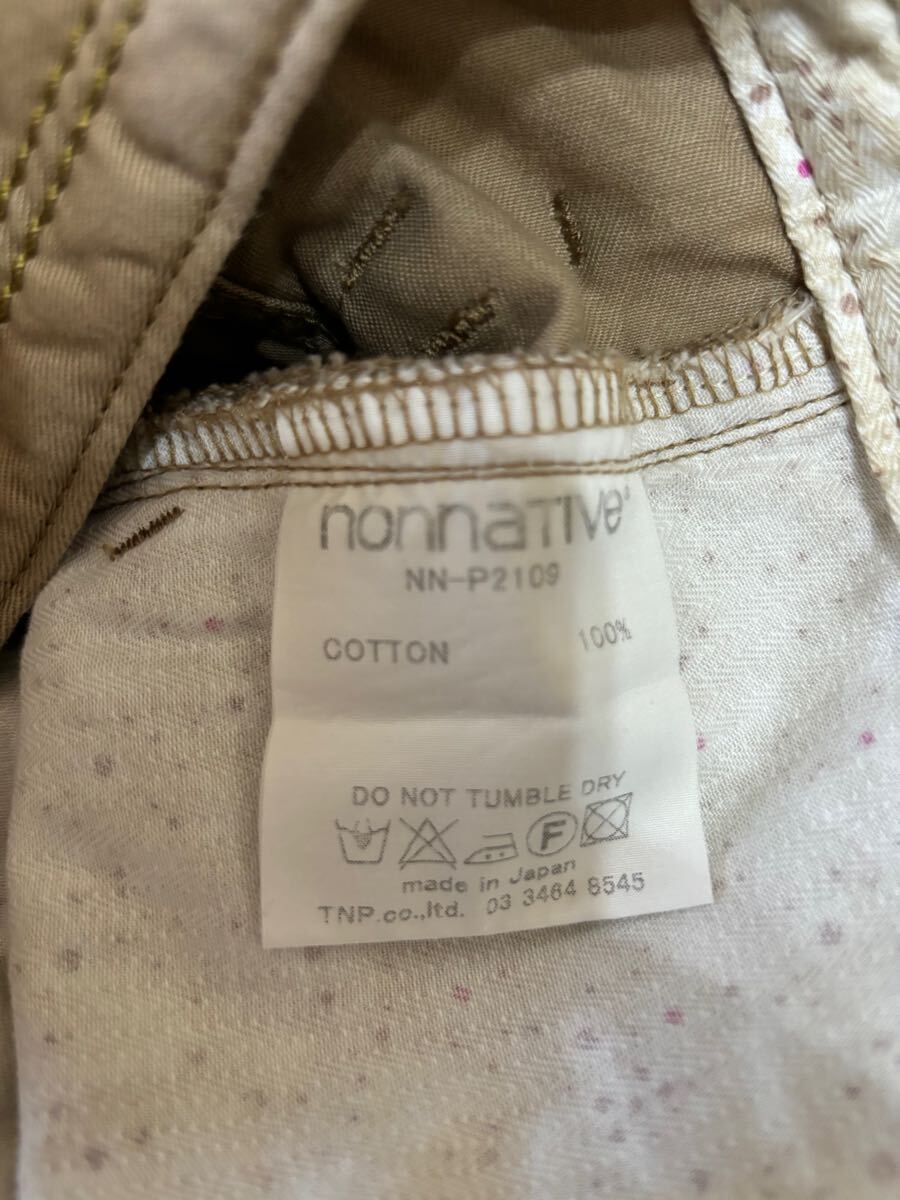 nonnative
NN-P2109
COTTON 100%
DO NOT TUMBLE DRY
F
made in Japan
TNP.co.,ltd. 03 3464 8545